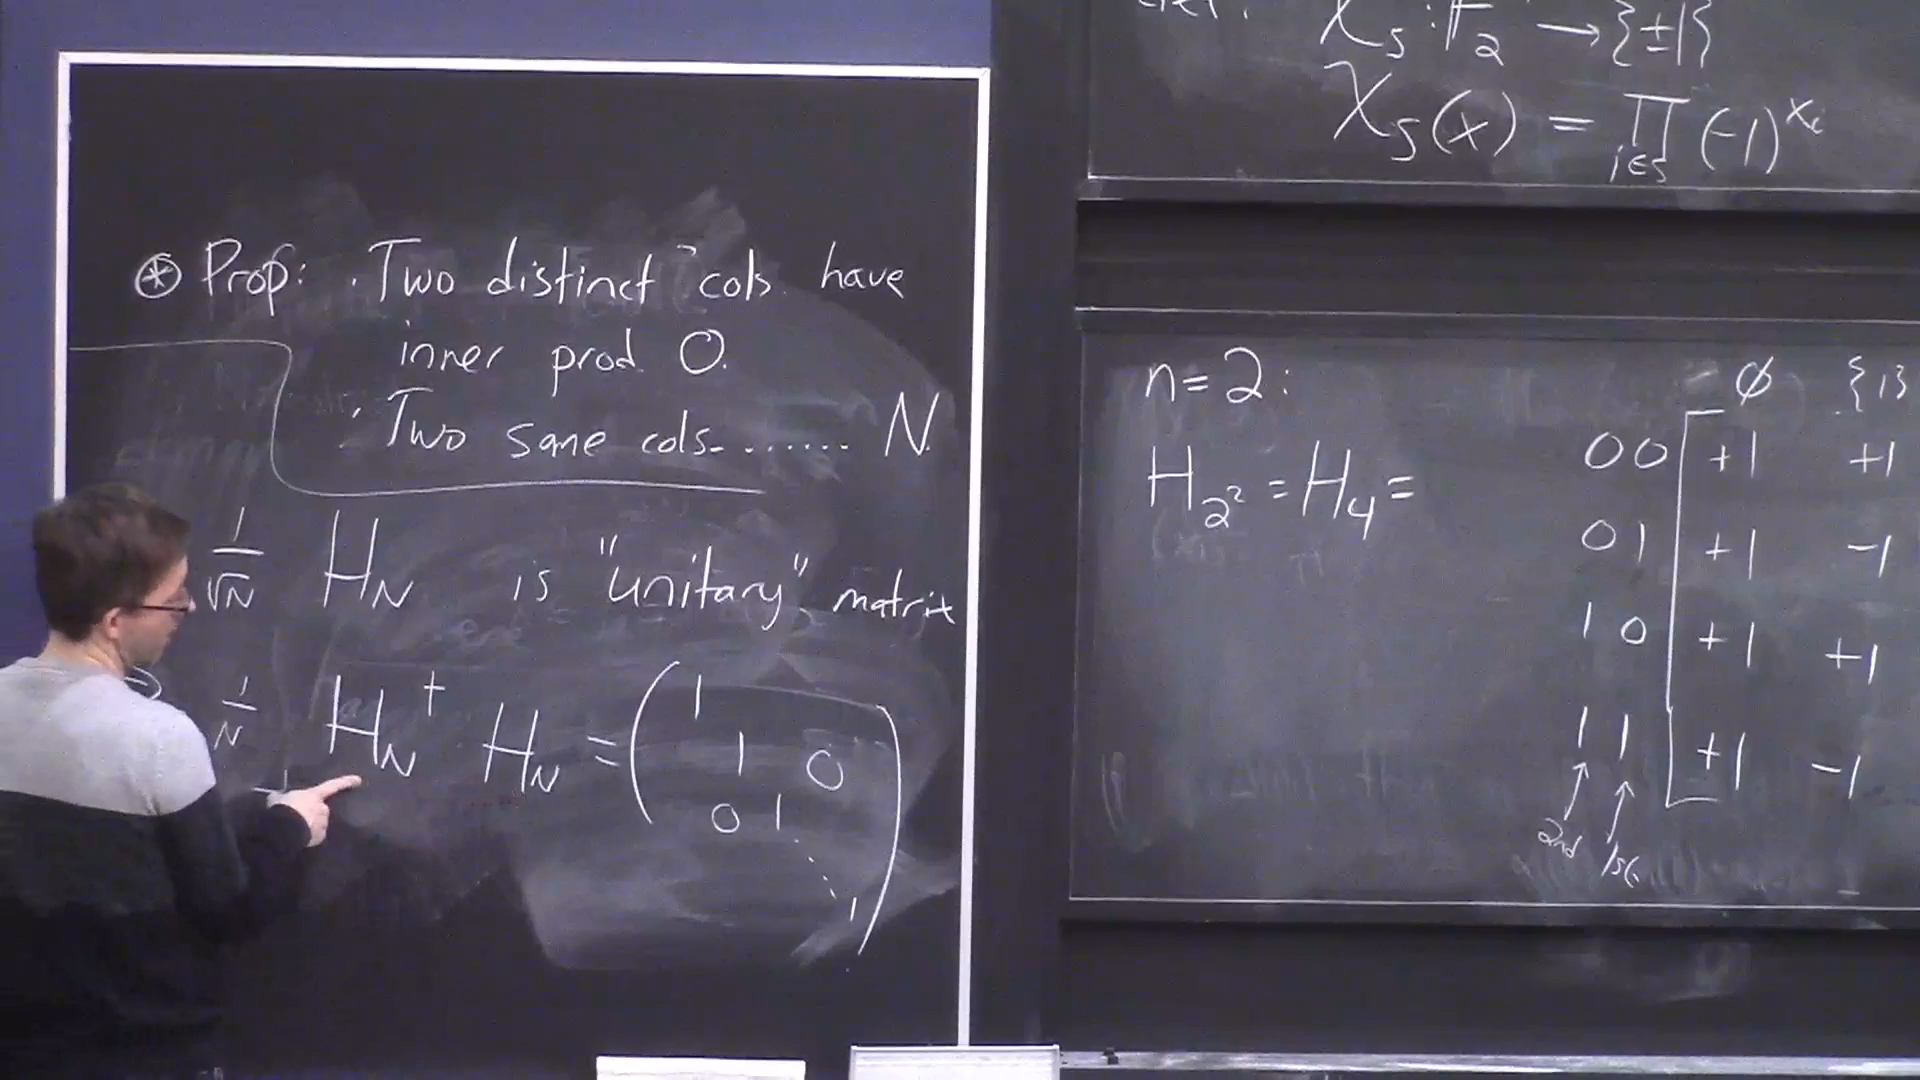 ⊛ Prop: · Two distinct cols. have
inner prod. 0.
· Two same cols. ....... N.
1/√N H_N is "unitary" matrix
1/N H_N† H_N = ( 1
1 0
0 1
⋱
1 )
χ_S : F_2 → {±1}
χ_S(x) = ∏_{i∈S} (-1)^{x_i}
n=2:
H_{2^2} = H_4 =
∅ {1}
00 +1 +1
01 +1 -1
10 +1 +1
11 +1 -1
2nd 1st